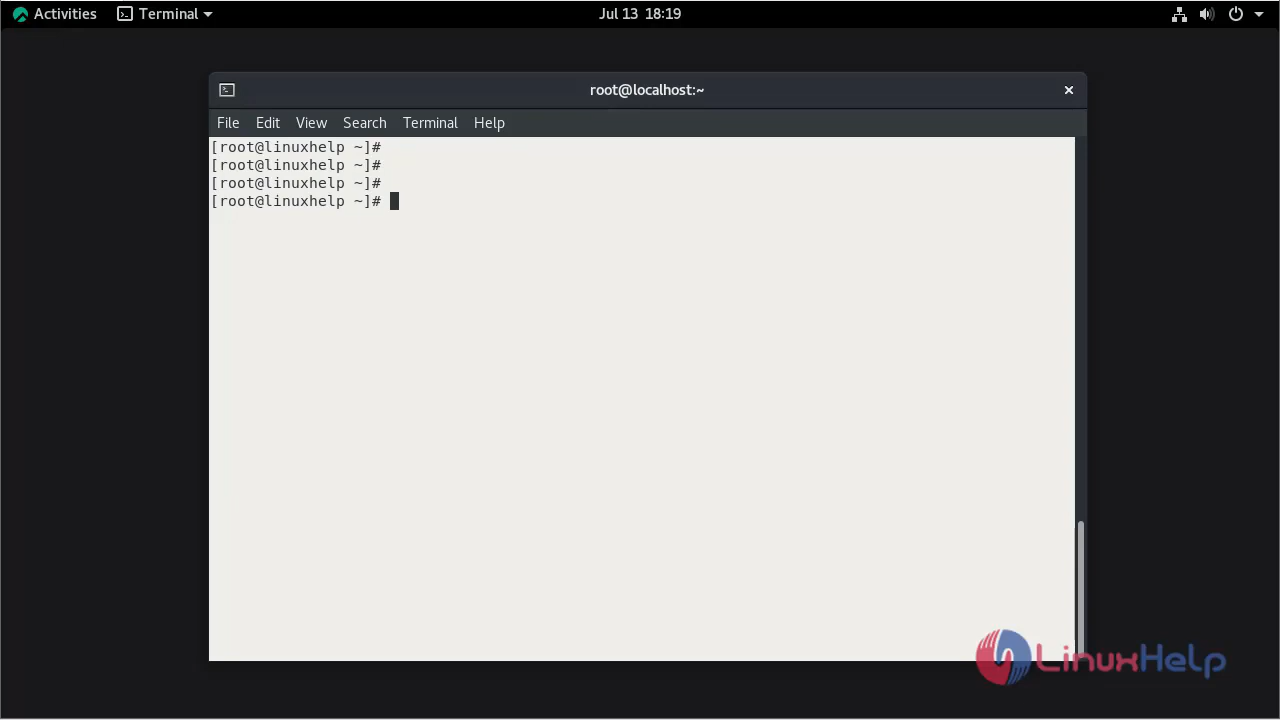 Activities Terminal Jul 13 18:19
root@localhost:~
File Edit View Search Terminal Help
[root@linuxhelp ~]#
[root@linuxhelp ~]#
[root@linuxhelp ~]#
[root@linuxhelp ~]#
LinuxHelp